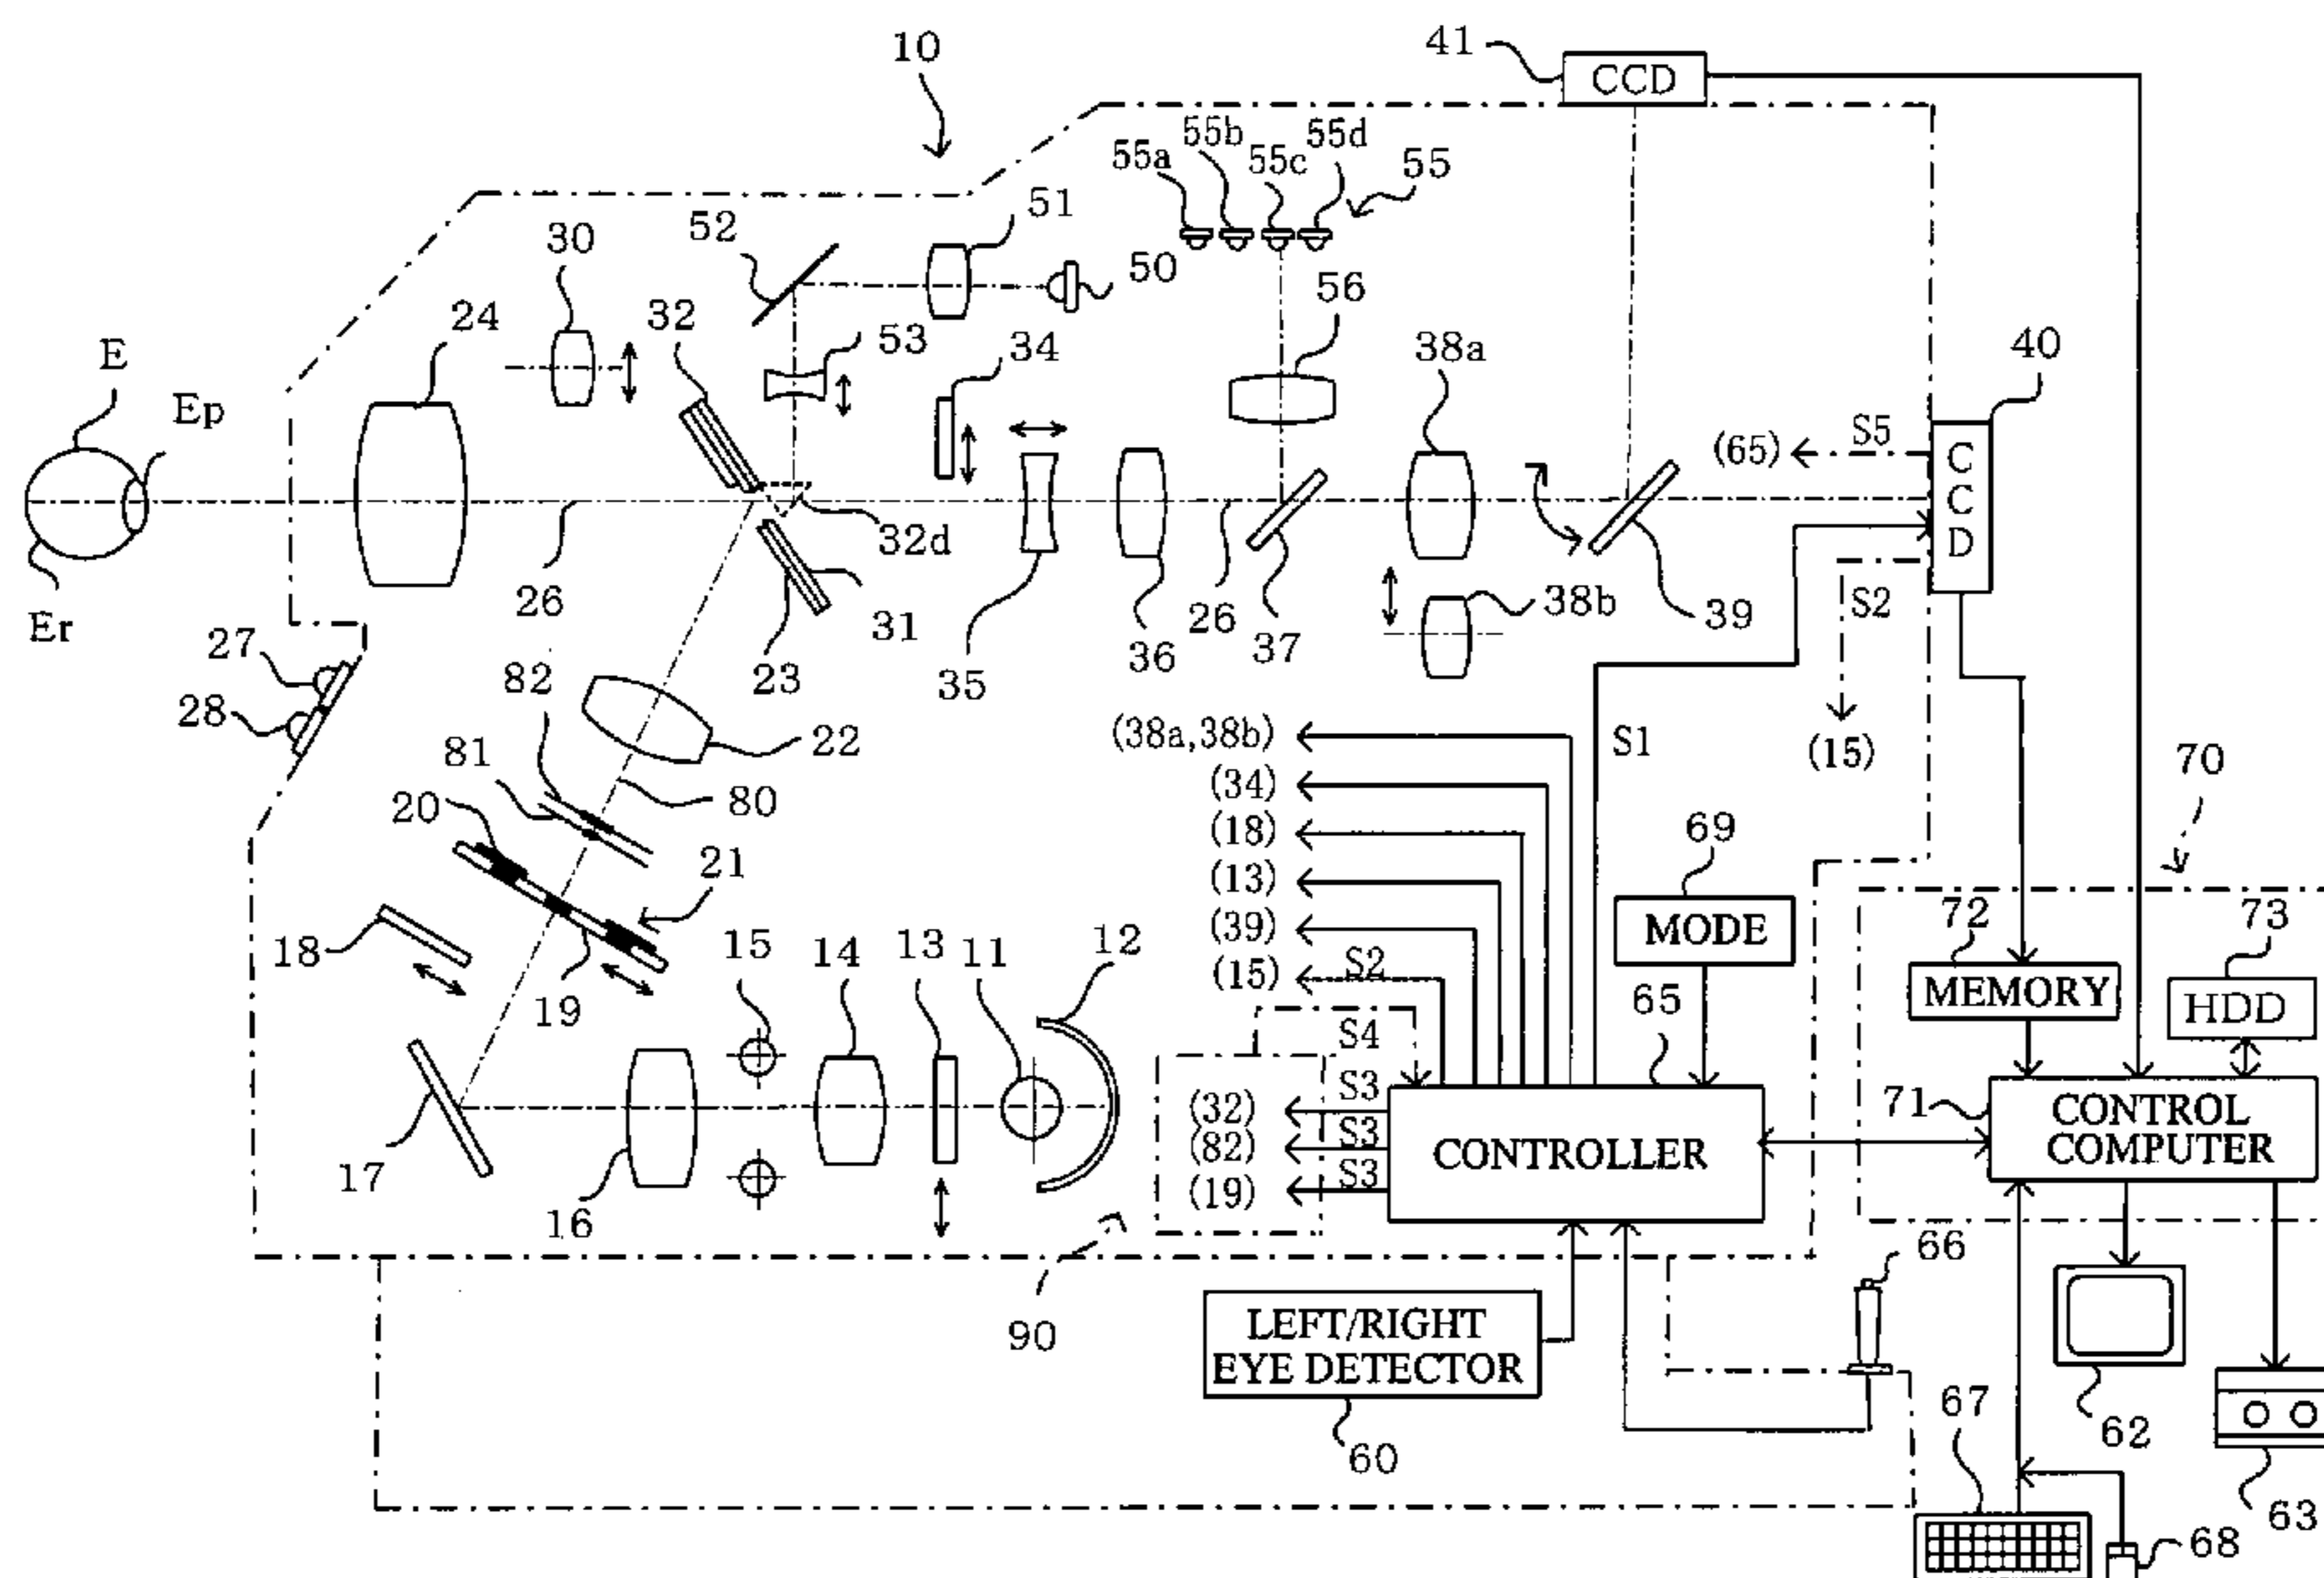 10
41
CCD
55a
55b
55c
55d
55
52
51
30
50
24
32
53
34
56
38a
40
E
Ep
(65)
S5
C
C
D
32d
Er
26
23
31
35
36
26
37
38b
39
S2
27
28
82
22
81
80
20
21
(38a,38b)
S1
(15)
70
(34)
(18)
69
(13)
MODE
72
73
18
19
15
14
13
11
12
(39)
(15)
S2
65
MEMORY
HDD
S4
17
16
(32)
S3
(82)
S3
(19)
S3
CONTROLLER
71
CONTROL
COMPUTER
90
66
LEFT/RIGHT
EYE DETECTOR
60
67
62
63
68